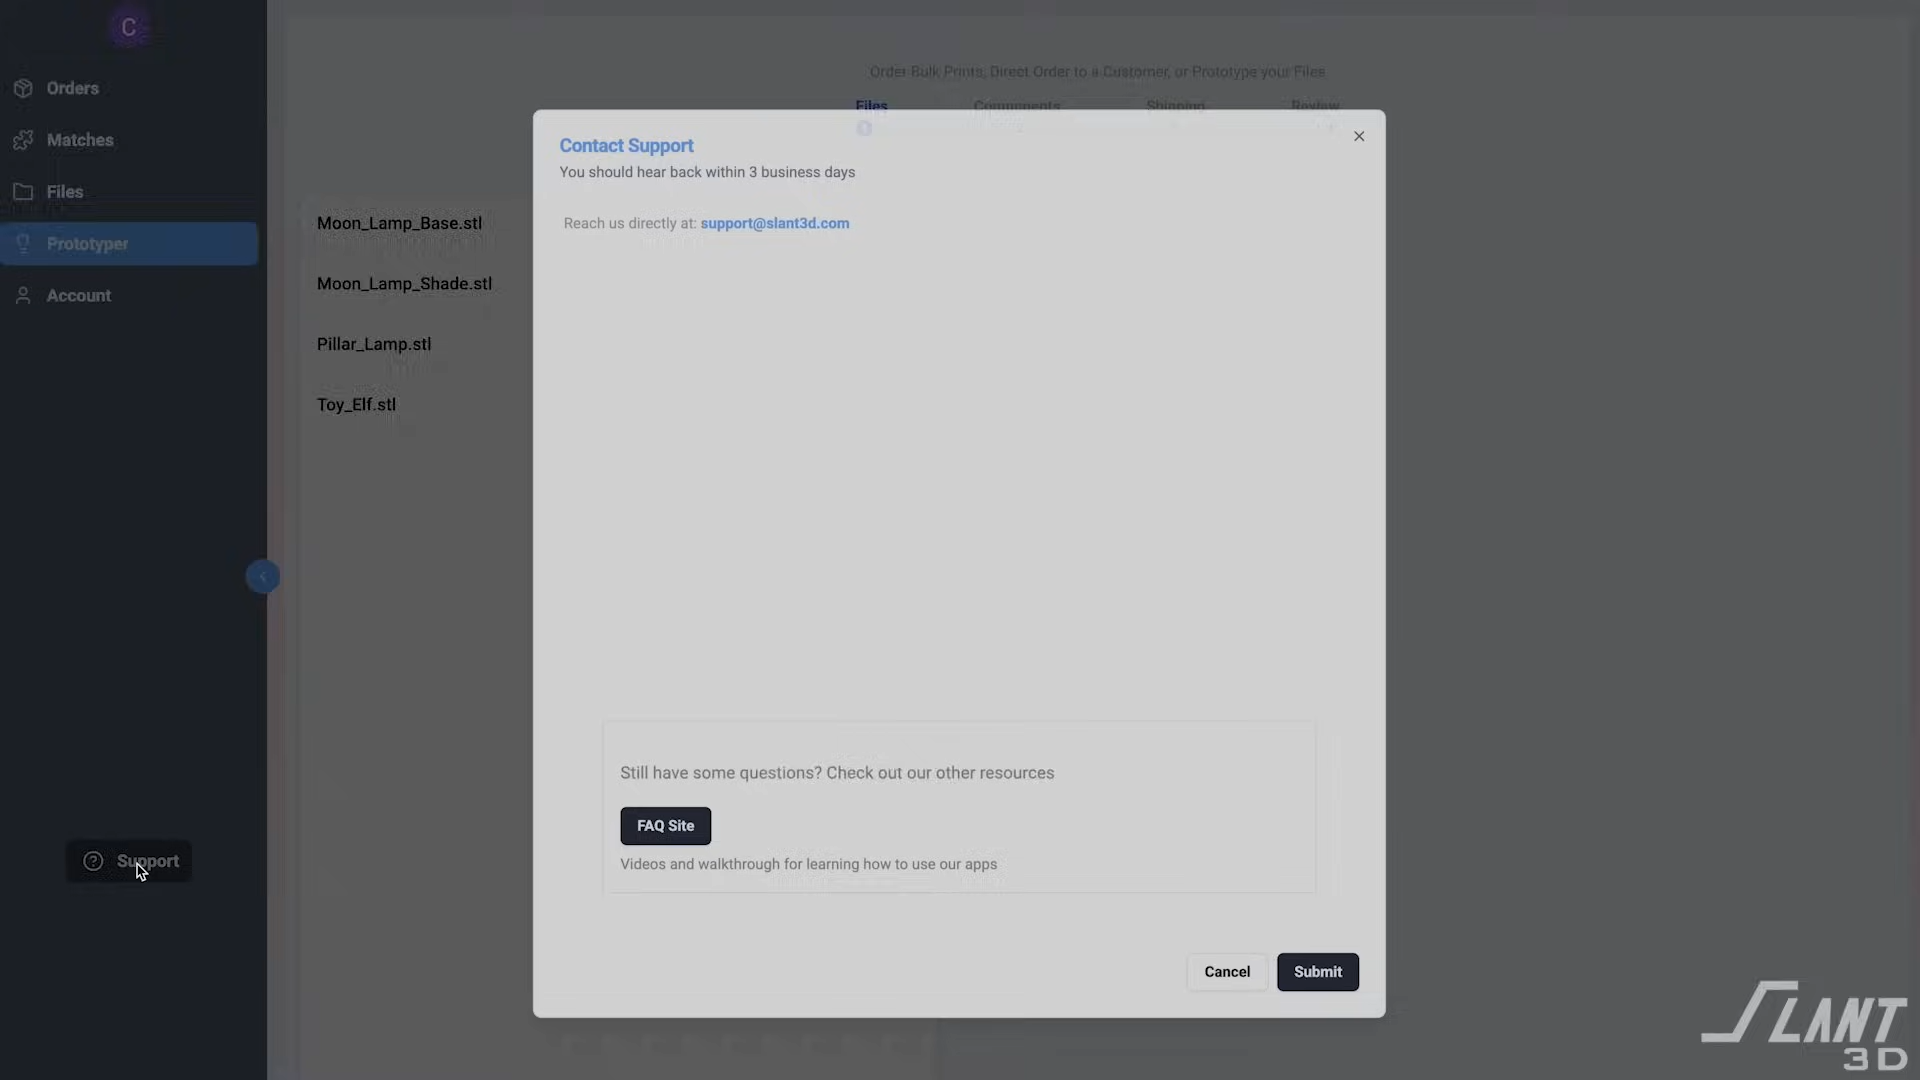 C
Orders
Matches
Files
Prototyper
Account
Support
Order Bulk Prints, Direct Order to a Customer, or Prototype your Files
Files
Components
Shipping
Review
Moon_Lamp_Base.stl
Moon_Lamp_Shade.stl
Pillar_Lamp.stl
Toy_Elf.stl
Contact Support
You should hear back within 3 business days
Reach us directly at: support@slant3d.com
Still have some questions? Check out our other resources
FAQ Site
Videos and walkthrough for learning how to use our apps
Cancel
Submit
SLANT
3D